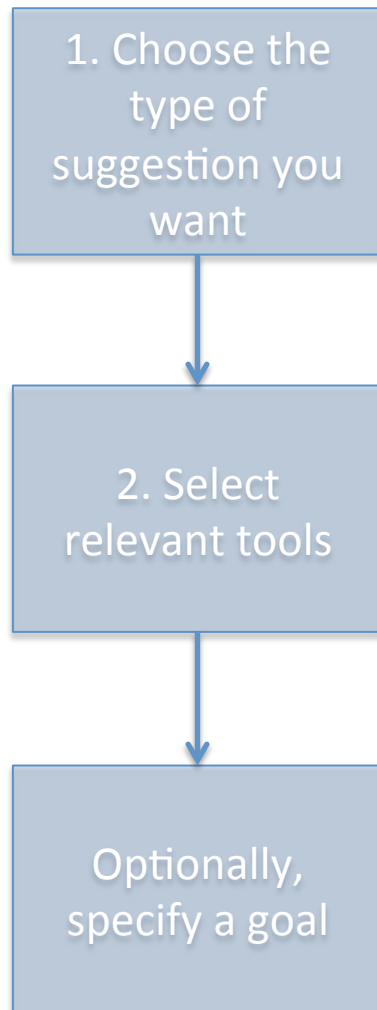 1. Choose the
type of
suggestion you
want
2. Select
relevant tools
Optionally,
specify a goal